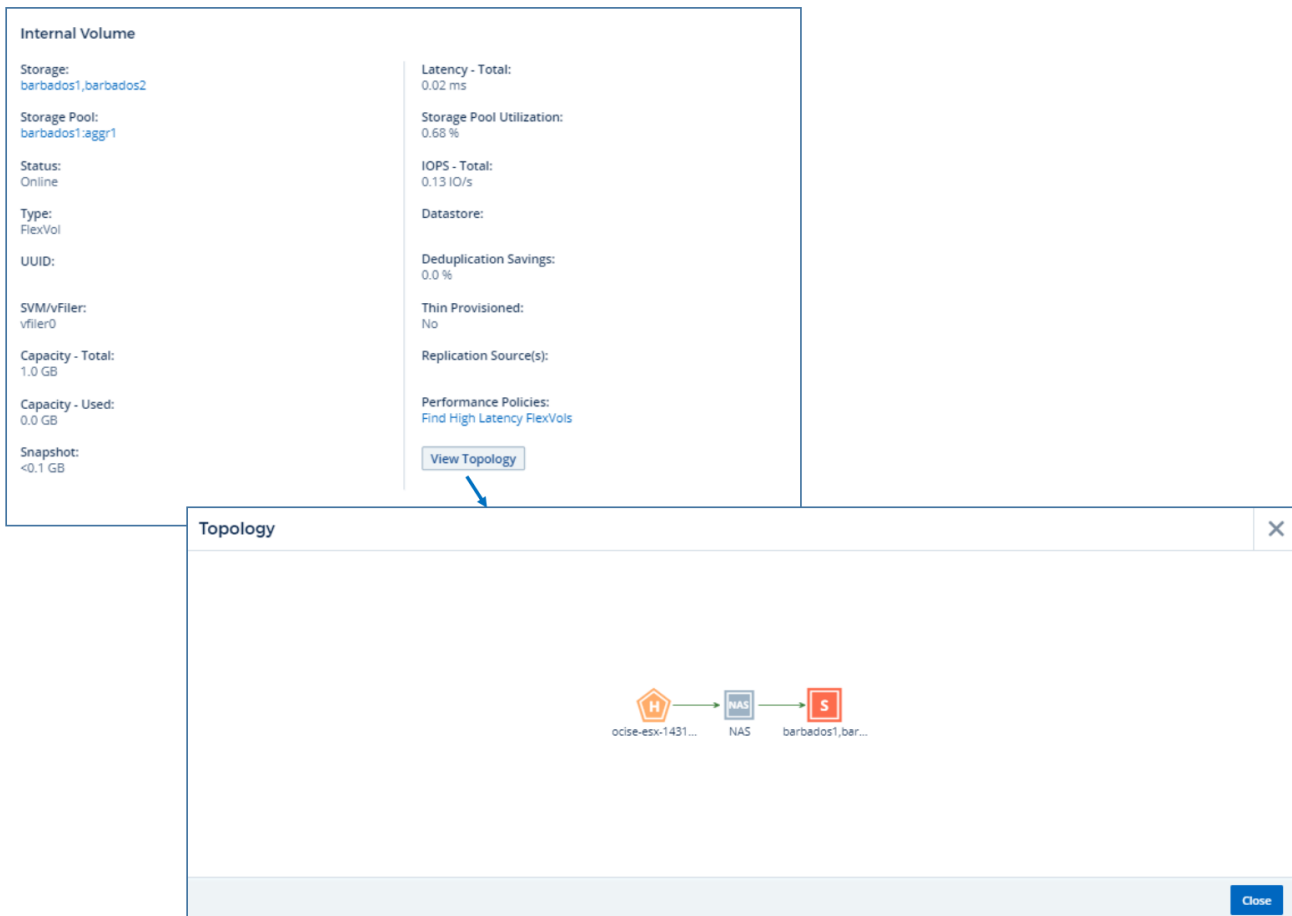 Internal Volume
Storage:
barbados1,barbados2
Storage Pool:
barbados1:aggr1
Status:
Online
Type:
FlexVol
UUID:
SVM/vFiler:
vfiler0
Capacity - Total:
1.0 GB
Capacity - Used:
0.0 GB
Snapshot:
<0.1 GB
Latency - Total:
0.02 ms
Storage Pool Utilization:
0.68 %
IOPS - Total:
0.13 IO/s
Datastore:
Deduplication Savings:
0.0 %
Thin Provisioned:
No
Replication Source(s):
Performance Policies:
Find High Latency FlexVols
View Topology
Topology
H
NAS
S
ocise-esx-1431...
NAS
barbados1,bar...
Close